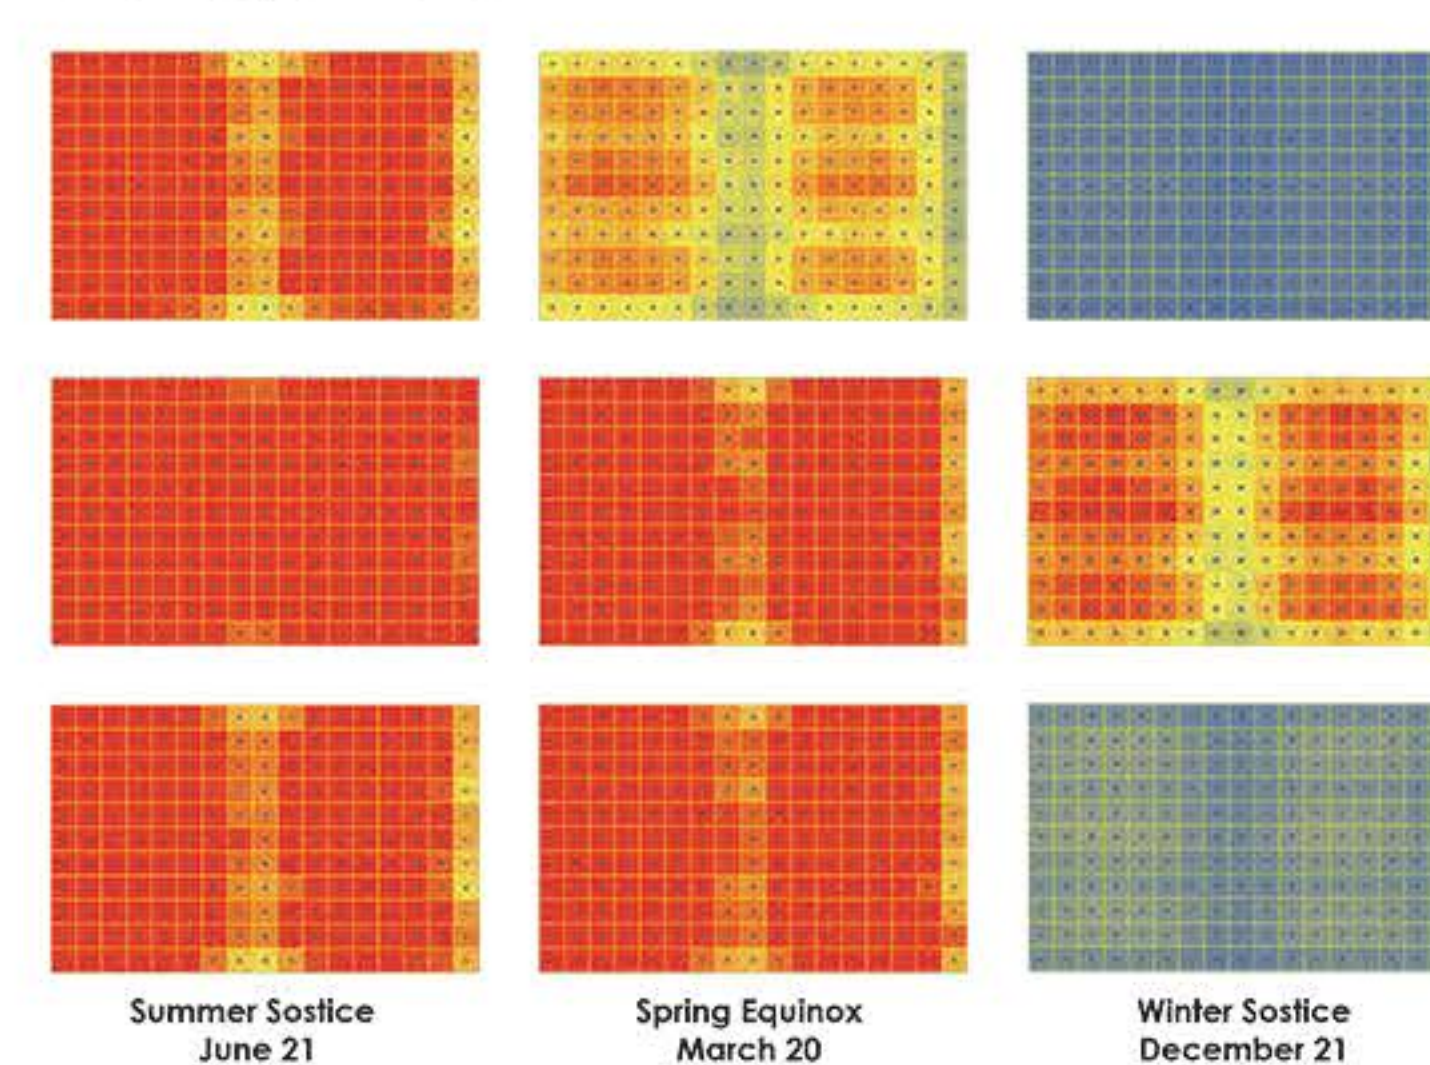 Summer Sostice
June 21
Spring Equinox
March 20
Winter Sostice
December 21